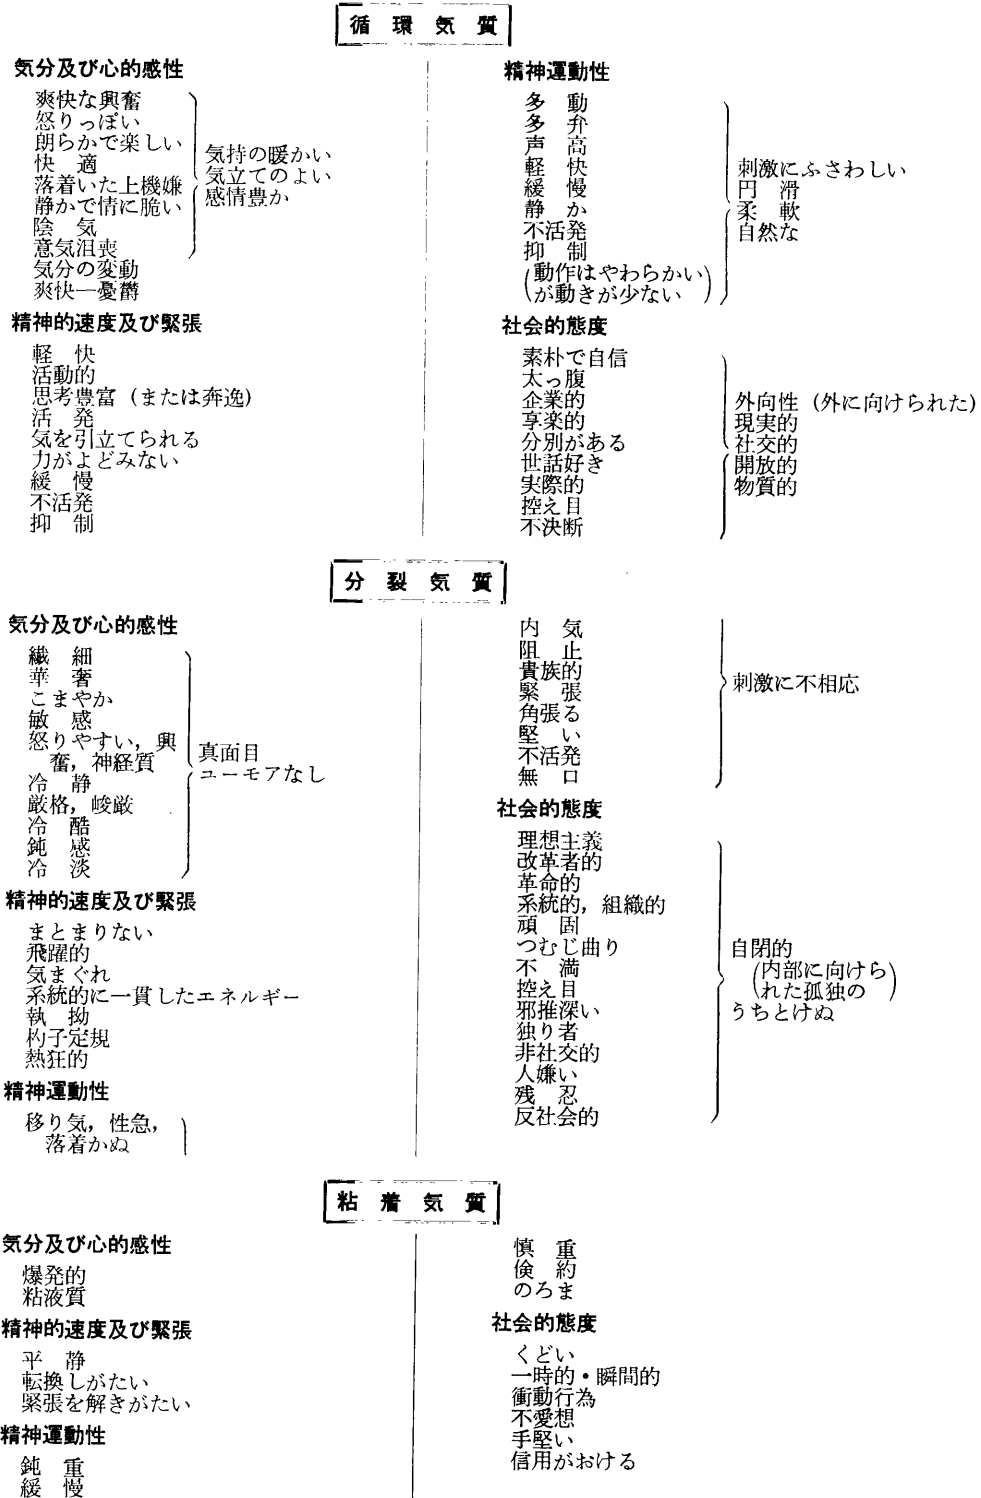 循環気質
気分及び心的感性
爽快な興奮
怒りっぽい
朗らかで楽しい
快　適
落着いた上機嫌
静かで情に脆い
陰　気
意気沮喪
気持の暖かい
気立てのよい
感情豊か
気分の変動
爽快―憂欝
精神的速度及び緊張
軽　快
活動的
思考豊富（または奔逸）
活　発
気を引立てられる
力がよどみない
緩　慢
不活発
抑　制
精神運動性
多　動
多　弁
声　高
軽　快
緩　慢
静　か
不活発
抑　制
(動作はやわらかい
が動きが少ない)
刺激にふさわしい
円　滑
柔　軟
自然な
社会的態度
素朴で自信
太っ腹
企業的
享楽的
分別がある
世話好き
実際的
控え目
不決断
外向性（外に向けられた）
現実的
社交的
開放的
物質的
分裂気質
気分及び心的感性
繊　細
華　奢
こまやか
敏　感
怒りやすい，興
奮，神経質
冷　静
厳格，峻厳
冷　酷
鈍　感
冷　淡
真面目
ユーモアなし
精神的速度及び緊張
まとまりない
飛躍的
気まぐれ
系統的に一貫したエネルギー
執　拗
杓子定規
熱狂的
精神運動性
移り気，性急，
落着かぬ
内　気
阻　止
貴族的
緊　張
角張る
堅　い
不活発
無　口
刺激に不相応
社会的態度
理想主義
改革者的
革命的
系統的，組織的
頑　固
つむじ曲り
不　満
控え目
邪推深い
独り者
非社交的
人嫌い
残　忍
反社会的
自閉的
(内部に向けら
れた孤独の)
うちとけぬ
粘着気質
気分及び心的感性
爆発的
粘液質
精神的速度及び緊張
平　静
転換しがたい
緊張を解きがたい
精神運動性
鈍　重
緩　慢
慎　重
倹　約
のろま
社会的態度
くどい
一時的・瞬間的
衝動行為
不愛想
手堅い
信用がおける